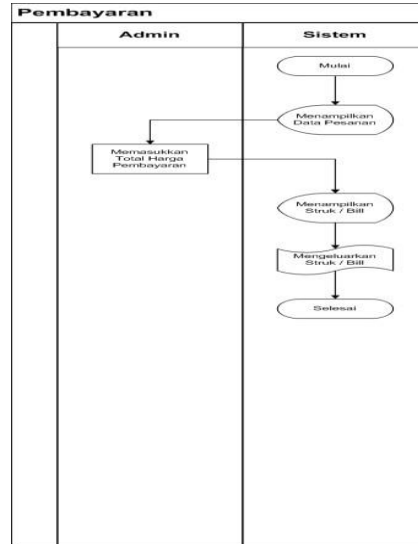 Pembayaran
Admin
Sistem
Mulai
Menampilkan
Data Pesanan
Memasukkan
Total Harga
Pembayaran
Menampilkan
Struk / Bill
Mengeluarkan
Struk / Bill
Selesai